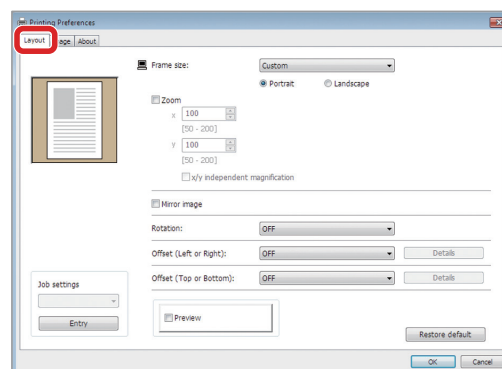 Printing Preferences
Layout
age
About
Frame size:
Custom
Portrait
Landscape
Zoom
x
100
[50 - 200]
y
100
[50 - 200]
x/y independent magnification
Mirror image
Rotation:
OFF
Offset (Left or Right):
OFF
Details
Offset (Top or Bottom):
OFF
Details
Job settings
Entry
Preview
Restore default
OK
Cancel